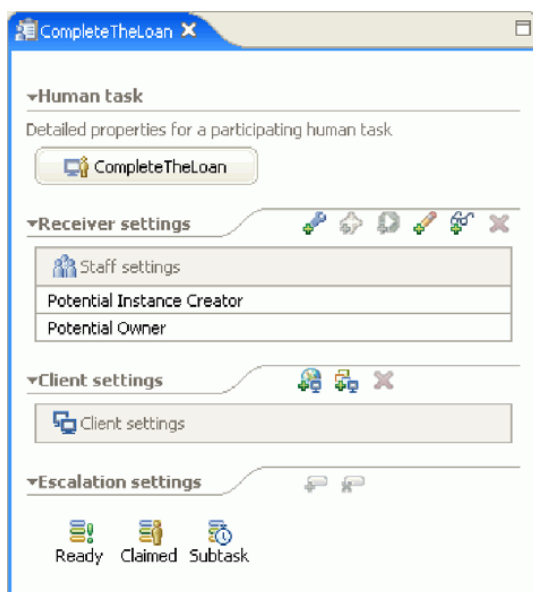 CompleteTheLoan
Human task
Detailed properties for a participating human task
CompleteTheLoan
Receiver settings
Staff settings
Potential Instance Creator
Potential Owner
Client settings
Client settings
Escalation settings
Ready Claimed Subtask